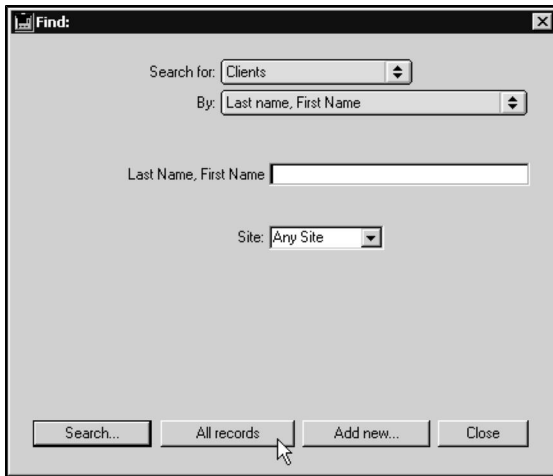 Find:
Search for: Clients
By: Last name, First Name
Last Name, First Name
Site: Any Site
Search... All records Add new... Close